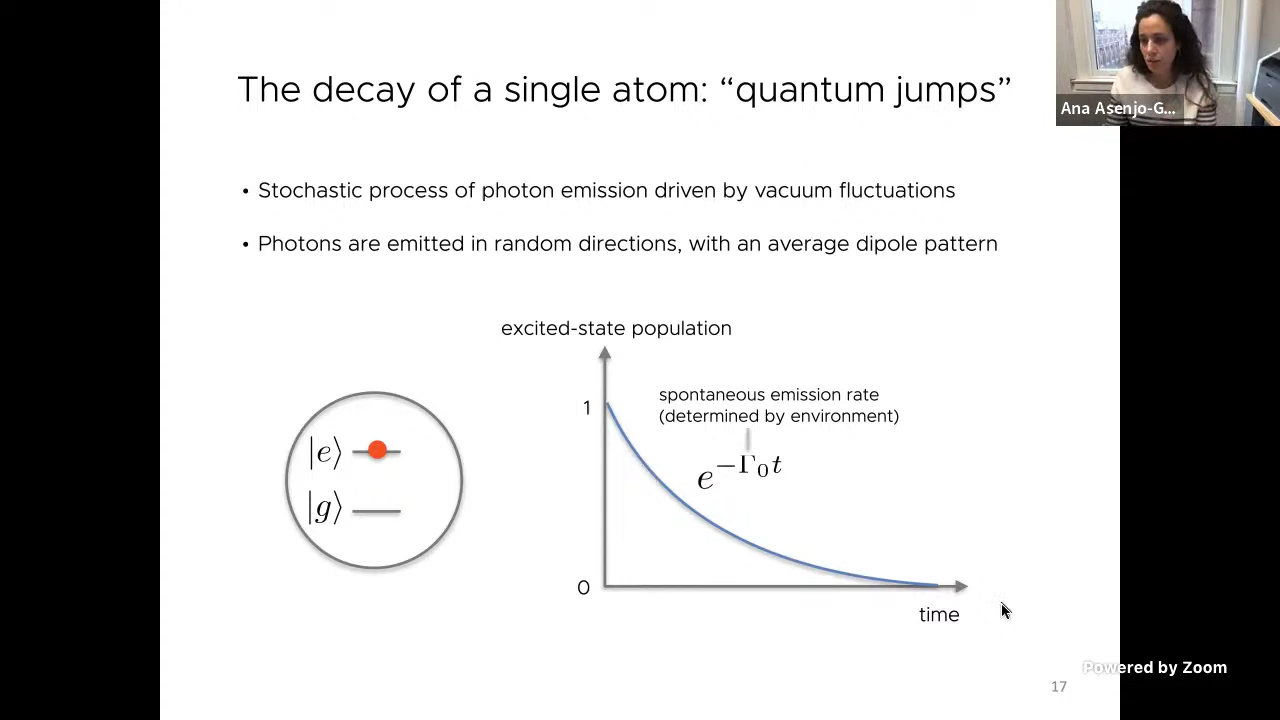 The decay of a single atom: “quantum jumps”
Ana Asenjo-G...
• Stochastic process of photon emission driven by vacuum fluctuations
• Photons are emitted in random directions, with an average dipole pattern
excited-state population
1
spontaneous emission rate
(determined by environment)
e^{-Γ₀t}
|e⟩
|g⟩
0
time
Powered by Zoom
17